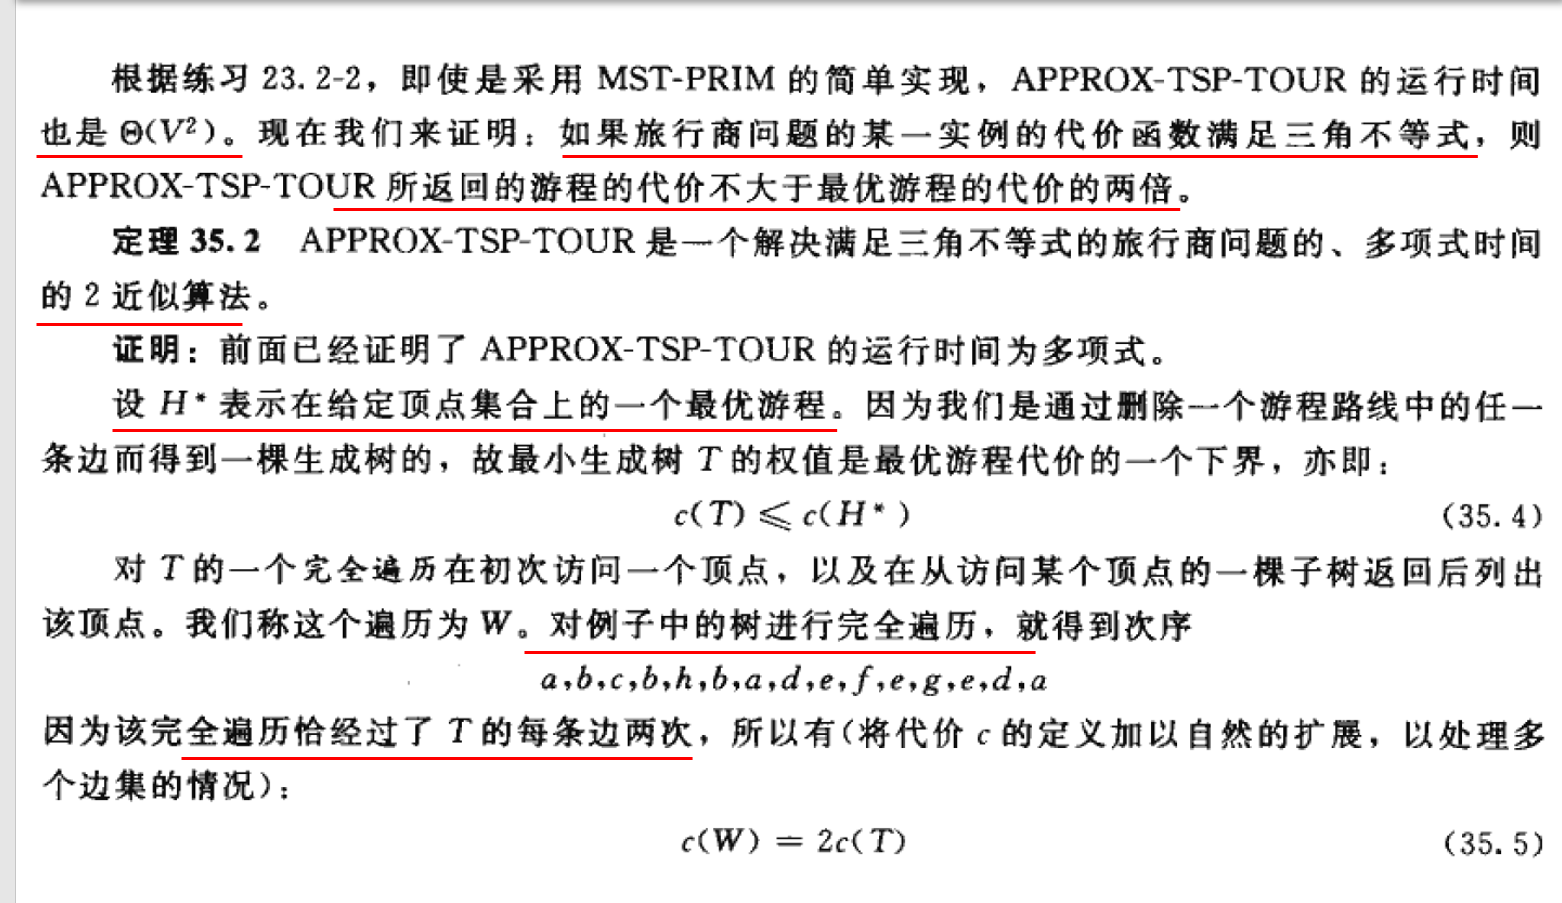 根据练习 23.2-2，即使是采用 MST-PRIM 的简单实现，APPROX-TSP-TOUR 的运行时间
也是 Θ(V²)。现在我们来证明：如果旅行商问题的某一实例的代价函数满足三角不等式，则
APPROX-TSP-TOUR 所返回的游程的代价不大于最优游程的代价的两倍。
定理 35.2 APPROX-TSP-TOUR 是一个解决满足三角不等式的旅行商问题的、多项式时间
的 2 近似算法。
证明：前面已经证明了 APPROX-TSP-TOUR 的运行时间为多项式。
设 H* 表示在给定顶点集合上的一个最优游程。因为我们是通过删除一个游程路线中的任一
条边而得到一棵生成树的，故最小生成树 T 的权值是最优游程代价的一个下界，亦即：
c(T) ⩽ c(H*) (35.4)
对 T 的一个完全遍历在初次访问一个顶点，以及在从访问某个顶点的一棵子树返回后列出
该顶点。我们称这个遍历为 W。对例子中的树进行完全遍历，就得到次序
a,b,c,b,h,b,a,d,e,f,e,g,e,d,a
因为该完全遍历恰经过了 T 的每条边两次，所以有(将代价 c 的定义加以自然的扩展，以处理多
个边集的情况)：
c(W) = 2c(T) (35.5)